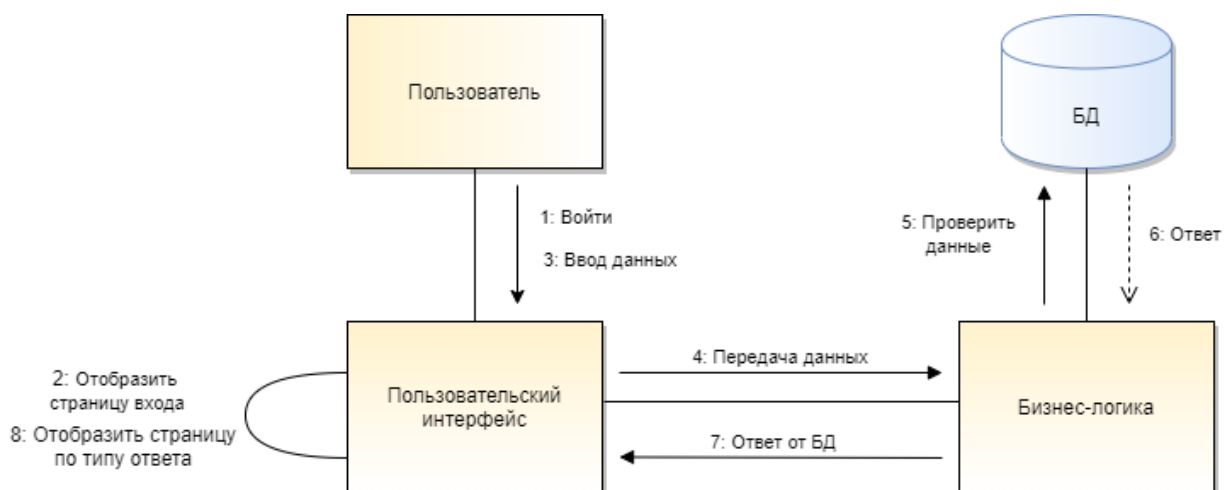 Пользователь
БД
1: Войти
3: Ввод данных
5: Проверить
данные
6: Ответ
2: Отобразить
страницу входа
8: Отобразить страницу
по типу ответа
Пользовательский
интерфейс
4: Передача данных
7: Ответ от БД
Бизнес-логика